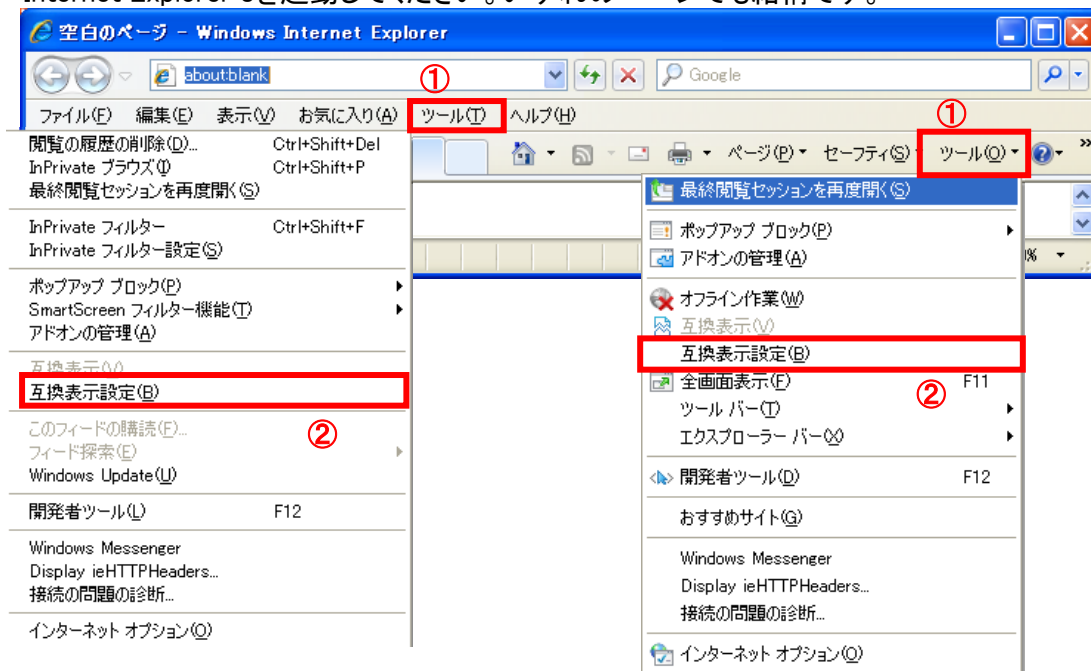 空白のページ - Windows Internet Explorer
about:blank
①
Google
ファイル(F) 編集(E) 表示(V) お気に入り(A) ツール(T) ヘルプ(H)
①
ページ(P) セーフティ(S) ツール(O) »
閲覧の履歴の削除(D)... Ctrl+Shift+Del
InPrivate ブラウズ(I) Ctrl+Shift+P
最終閲覧セッションを再度開く(S)
InPrivate フィルター Ctrl+Shift+F
InPrivate フィルター設定(S)
ポップアップ ブロック(P)
SmartScreen フィルター機能(T)
アドオンの管理(A)
互換表示(V)
互換表示設定(B)
②
このフィードの購読(F)...
フィード探索(E)
Windows Update(U)
開発者ツール(L) F12
Windows Messenger
Display ieHTTPHeaders...
接続の問題の診断...
インターネット オプション(O)
最終閲覧セッションを再度開く(S)
ポップアップ ブロック(P)
アドオンの管理(A)
%
オフライン作業(W)
互換表示(V)
互換表示設定(B)
②
全画面表示(F) F11
ツール バー(T)
エクスプローラー バー(X)
開発者ツール(D) F12
おすすめサイト(G)
Windows Messenger
Display ieHTTPHeaders...
接続の問題の診断...
インターネット オプション(O)